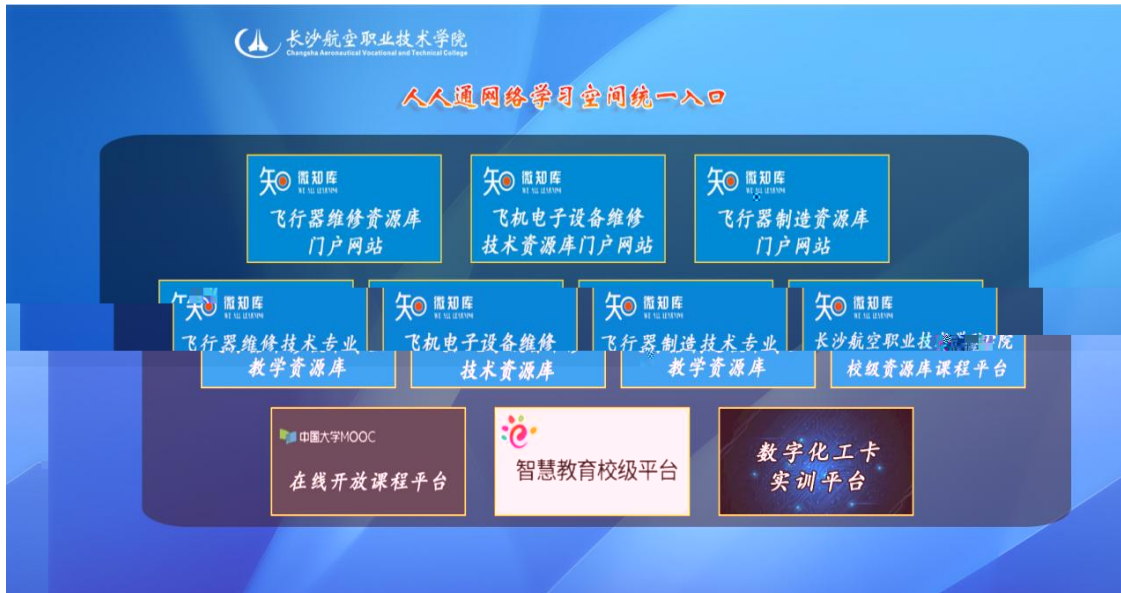 长沙航空职业技术学院
Changsha Aeronautical Vocational and Technical College
人人通网络学习空间统一入口
知 微知库
飞行器维修资源库
门户网站
知 微知库
飞机电子设备维修
技术资源库门户网站
知 微知库
飞行器制造资源库
门户网站
知 微知库
飞行器维修技术专业
教学资源库
知 微知库
飞机电子设备维修
技术资源库
知 微知库
飞行器制造技术专业
教学资源库
知 微知库
长沙航空职业技 院
校级资源库课程平台
中国大学MOOC
在线开放课程平台
智慧教育校级平台
数字化工卡
实训平台